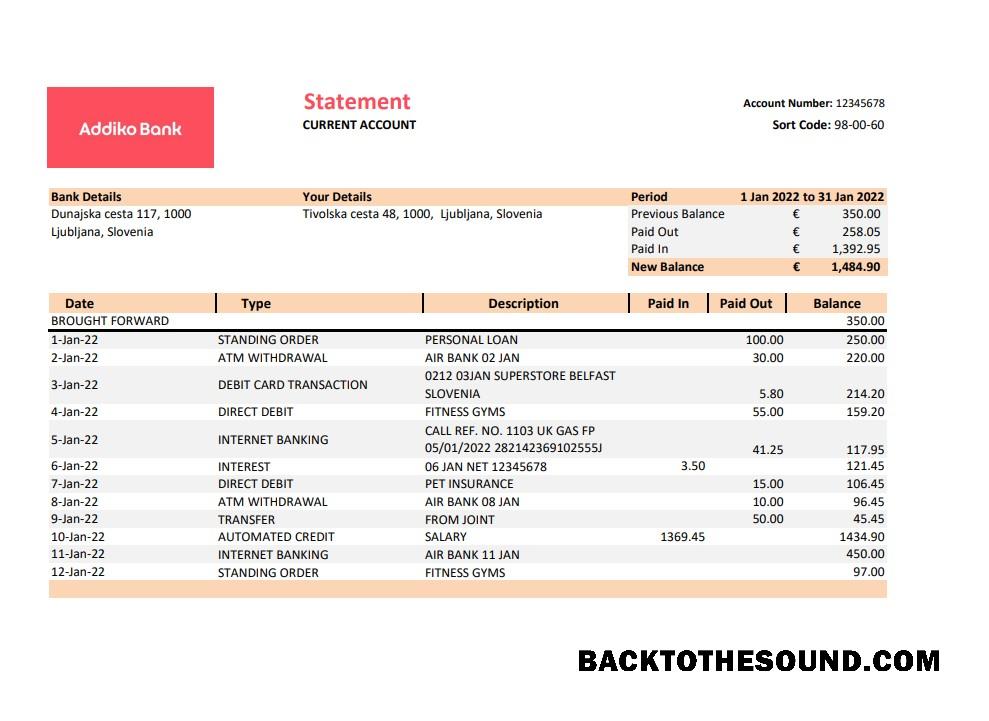 Addiko Bank
Statement
CURRENT ACCOUNT
Account Number: 12345678
Sort Code: 98-00-60
Bank Details Your Details Period 1 Jan 2022 to 31 Jan 2022
Dunajska cesta 117, 1000 Tivolska cesta 48, 1000, Ljubljana, Slovenia Previous Balance € 350.00
Ljubljana, Slovenia Paid Out € 258.05
Paid In € 1,392.95
New Balance € 1,484.90
Date Type Description Paid In Paid Out Balance
BROUGHT FORWARD 350.00
1-Jan-22 STANDING ORDER PERSONAL LOAN 100.00 250.00
2-Jan-22 ATM WITHDRAWAL AIR BANK 02 JAN 30.00 220.00
3-Jan-22 DEBIT CARD TRANSACTION 0212 03JAN SUPERSTORE BELFAST
SLOVENIA 5.80 214.20
4-Jan-22 DIRECT DEBIT FITNESS GYMS 55.00 159.20
5-Jan-22 INTERNET BANKING CALL REF. NO. 1103 UK GAS FP
05/01/2022 282142369102555J 41.25 117.95
6-Jan-22 INTEREST 06 JAN NET 12345678 3.50 121.45
7-Jan-22 DIRECT DEBIT PET INSURANCE 15.00 106.45
8-Jan-22 ATM WITHDRAWAL AIR BANK 08 JAN 10.00 96.45
9-Jan-22 TRANSFER FROM JOINT 50.00 45.45
10-Jan-22 AUTOMATED CREDIT SALARY 1369.45 1434.90
11-Jan-22 INTERNET BANKING AIR BANK 11 JAN 450.00
12-Jan-22 STANDING ORDER FITNESS GYMS 97.00
BACKTOTHESOUND.COM